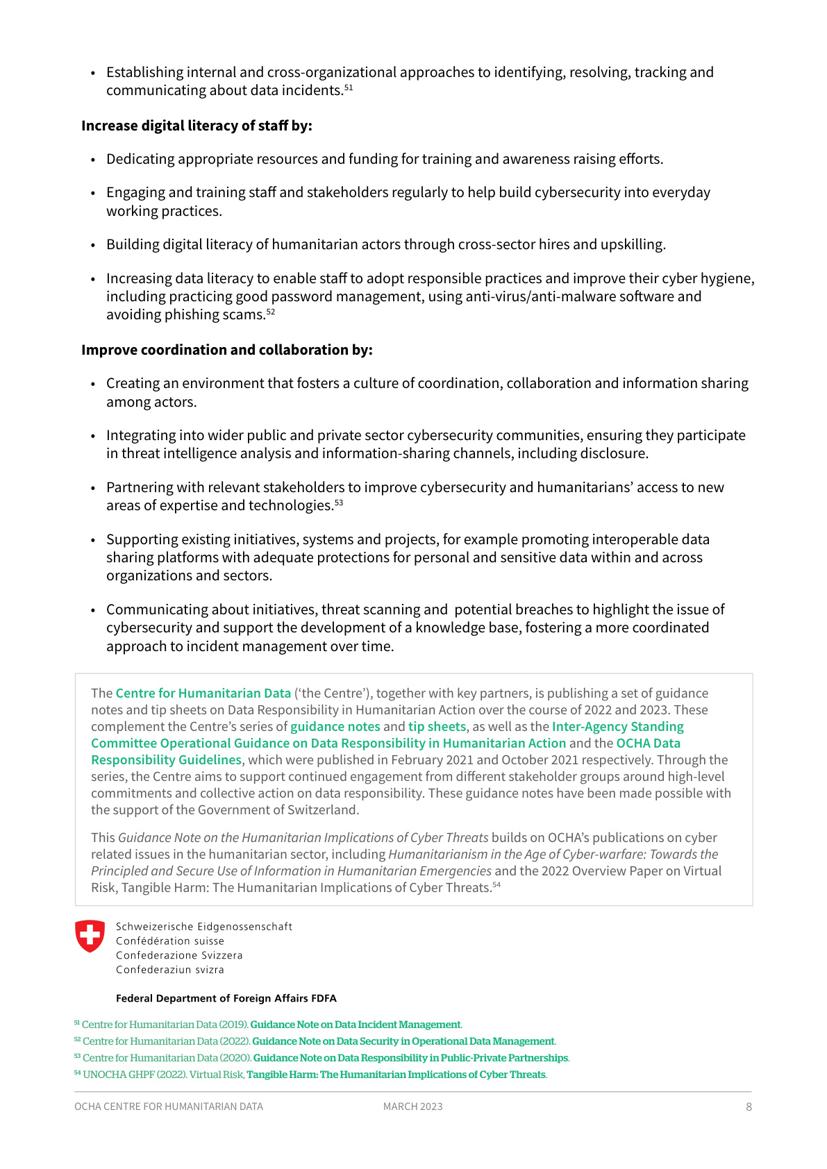 • Establishing internal and cross-organizational approaches to identifying, resolving, tracking and
communicating about data incidents.⁵¹
Increase digital literacy of staff by:
• Dedicating appropriate resources and funding for training and awareness raising efforts.
• Engaging and training staff and stakeholders regularly to help build cybersecurity into everyday
working practices.
• Building digital literacy of humanitarian actors through cross-sector hires and upskilling.
• Increasing data literacy to enable staff to adopt responsible practices and improve their cyber hygiene,
including practicing good password management, using anti-virus/anti-malware software and
avoiding phishing scams.⁵²
Improve coordination and collaboration by:
• Creating an environment that fosters a culture of coordination, collaboration and information sharing
among actors.
• Integrating into wider public and private sector cybersecurity communities, ensuring they participate
in threat intelligence analysis and information-sharing channels, including disclosure.
• Partnering with relevant stakeholders to improve cybersecurity and humanitarians’ access to new
areas of expertise and technologies.⁵³
• Supporting existing initiatives, systems and projects, for example promoting interoperable data
sharing platforms with adequate protections for personal and sensitive data within and across
organizations and sectors.
• Communicating about initiatives, threat scanning and  potential breaches to highlight the issue of
cybersecurity and support the development of a knowledge base, fostering a more coordinated
approach to incident management over time.
The Centre for Humanitarian Data (‘the Centre’), together with key partners, is publishing a set of guidance
notes and tip sheets on Data Responsibility in Humanitarian Action over the course of 2022 and 2023. These
complement the Centre’s series of guidance notes and tip sheets, as well as the Inter-Agency Standing
Committee Operational Guidance on Data Responsibility in Humanitarian Action and the OCHA Data
Responsibility Guidelines, which were published in February 2021 and October 2021 respectively. Through the
series, the Centre aims to support continued engagement from different stakeholder groups around high-level
commitments and collective action on data responsibility. These guidance notes have been made possible with
the support of the Government of Switzerland.
This Guidance Note on the Humanitarian Implications of Cyber Threats builds on OCHA’s publications on cyber
related issues in the humanitarian sector, including Humanitarianism in the Age of Cyber-warfare: Towards the
Principled and Secure Use of Information in Humanitarian Emergencies and the 2022 Overview Paper on Virtual
Risk, Tangible Harm: The Humanitarian Implications of Cyber Threats.⁵⁴
Schweizerische Eidgenossenschaft
Confédération suisse
Confederazione Svizzera
Confederaziun svizra
Federal Department of Foreign Affairs FDFA
⁵¹ Centre for Humanitarian Data (2019). Guidance Note on Data Incident Management.
⁵² Centre for Humanitarian Data (2022). Guidance Note on Data Security in Operational Data Management.
⁵³ Centre for Humanitarian Data (2020). Guidance Note on Data Responsibility in Public-Private Partnerships.
⁵⁴ UNOCHA GHPF (2022). Virtual Risk, Tangible Harm: The Humanitarian Implications of Cyber Threats.
OCHA CENTRE FOR HUMANITARIAN DATA MARCH 2023 8